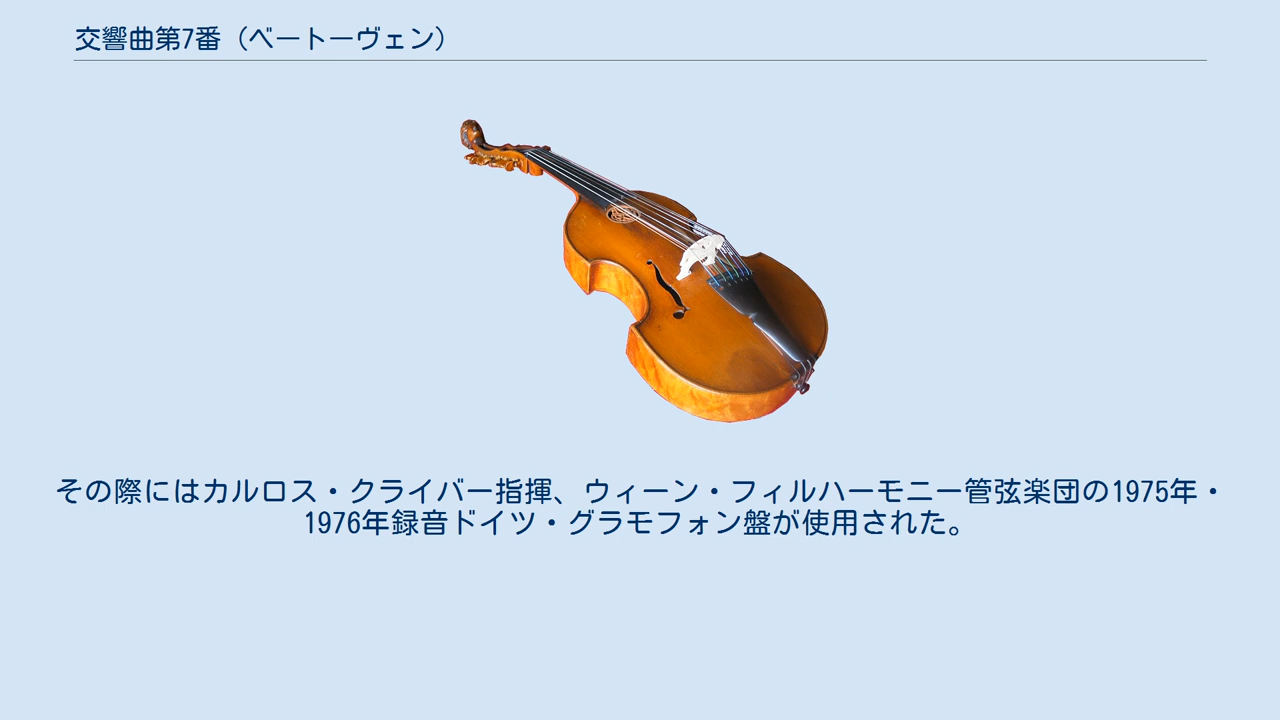 交響曲第7番（ベートーヴェン）
その際にはカルロス・クライバー指揮、ウィーン・フィルハーモニー管弦楽団の1975年・
1976年録音ドイツ・グラモフォン盤が使用された。